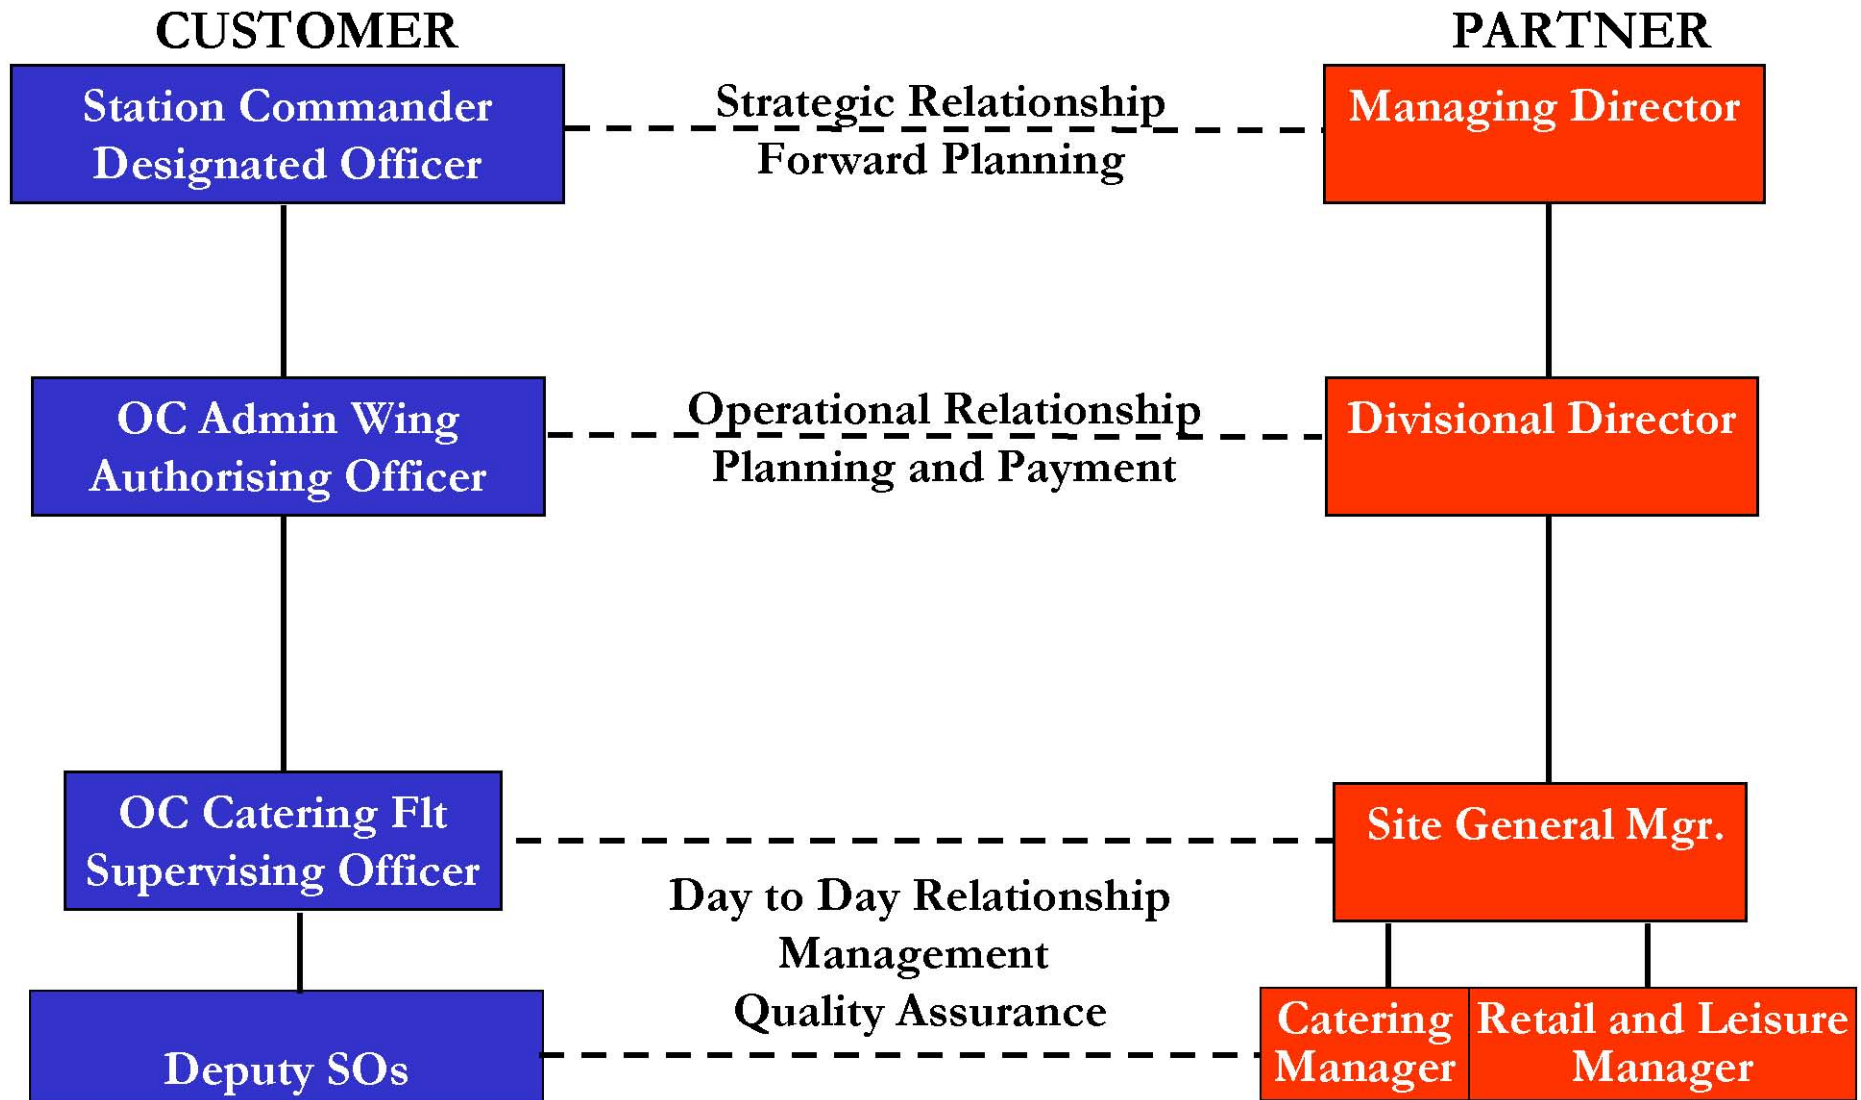 CUSTOMER
PARTNER
Station Commander
Designated Officer
Strategic Relationship
Forward Planning
Managing Director
OC Admin Wing
Authorising Officer
Operational Relationship
Planning and Payment
Divisional Director
OC Catering Flt
Supervising Officer
Site General Mgr.
Day to Day Relationship
Management
Quality Assurance
Deputy SOs
Catering
Manager
Retail and Leisure
Manager